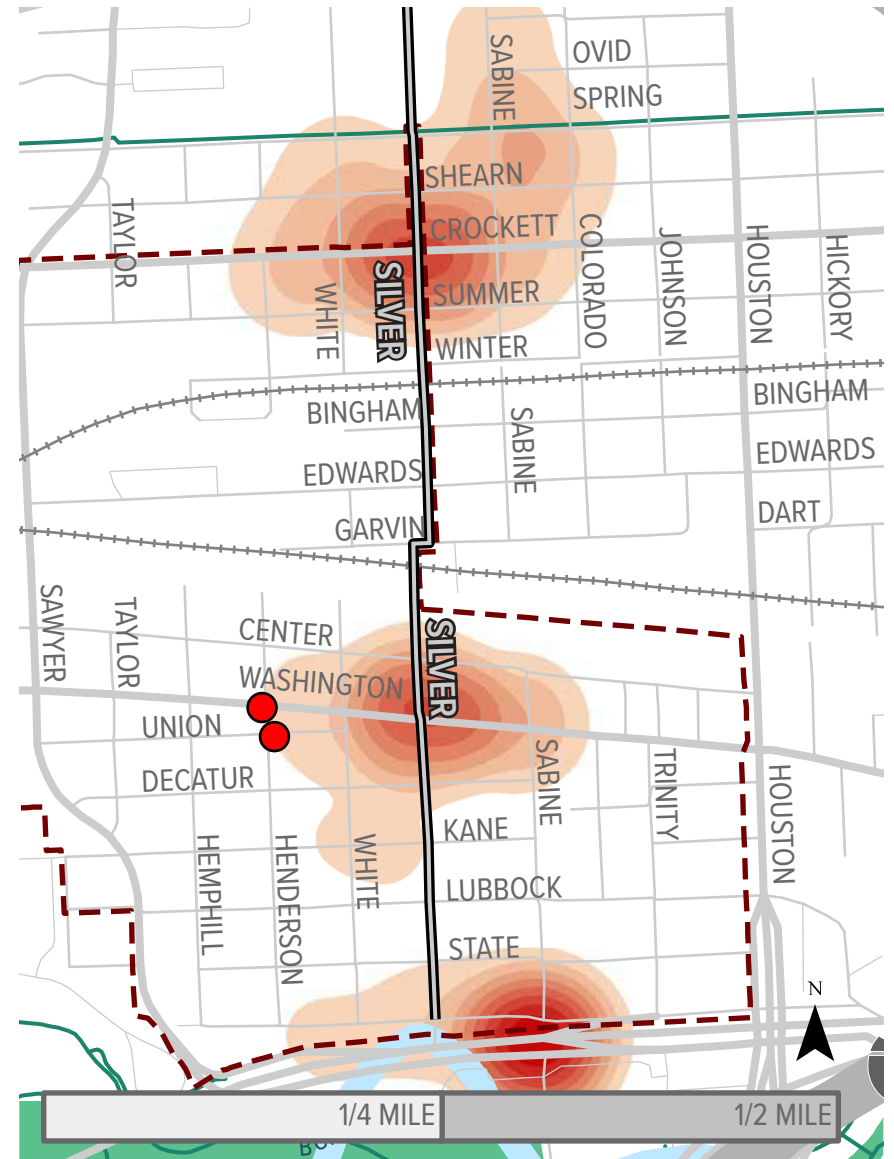 SABINE
OVID
SPRING
SHEARN
TAYLOR
CROCKETT
COLORADO
JOHNSON
HOUSTON
HICKORY
SILVER
WHITE
SUMMER
WINTER
BINGHAM
BINGHAM
SABINE
EDWARDS
EDWARDS
GARVIN
DART
SAWYER
TAYLOR
CENTER
SILVER
WASHINGTON
UNION
SABINE
TRINITY
HOUSTON
DECATUR
KANE
HEMPHILL
HENDERSON
WHITE
LUBBOCK
STATE
N
1/4 MILE
1/2 MILE